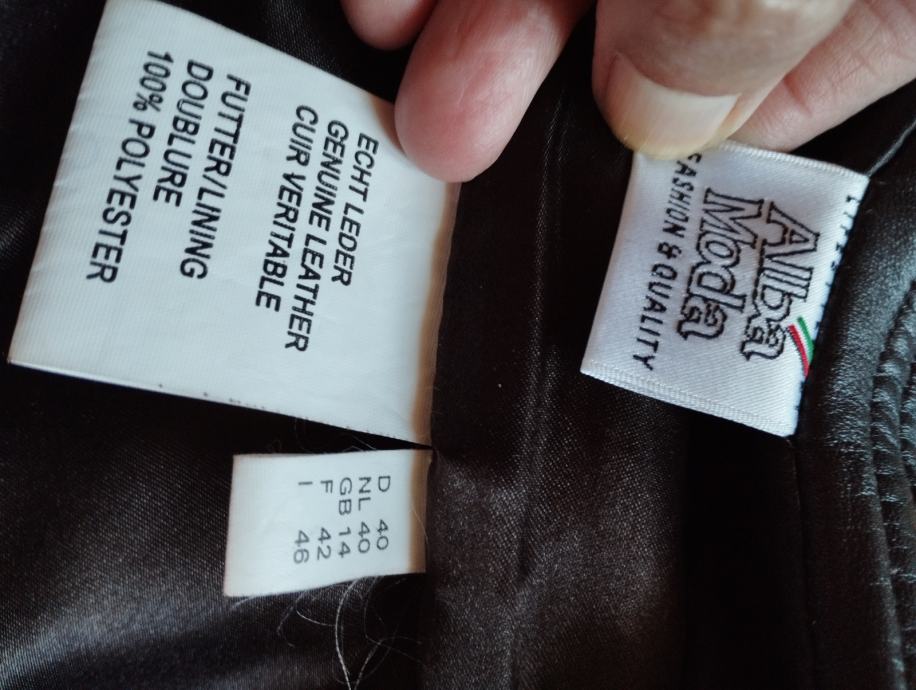 ECHT LEDER
GENUINE LEATHER
CUIR VERITABLE
FUTTER/LINING
DOUBLURE
100% POLYESTER
Alba
Moda
FASHION & QUALITY
D 40
NL 40
GB 14
F 42
I 46